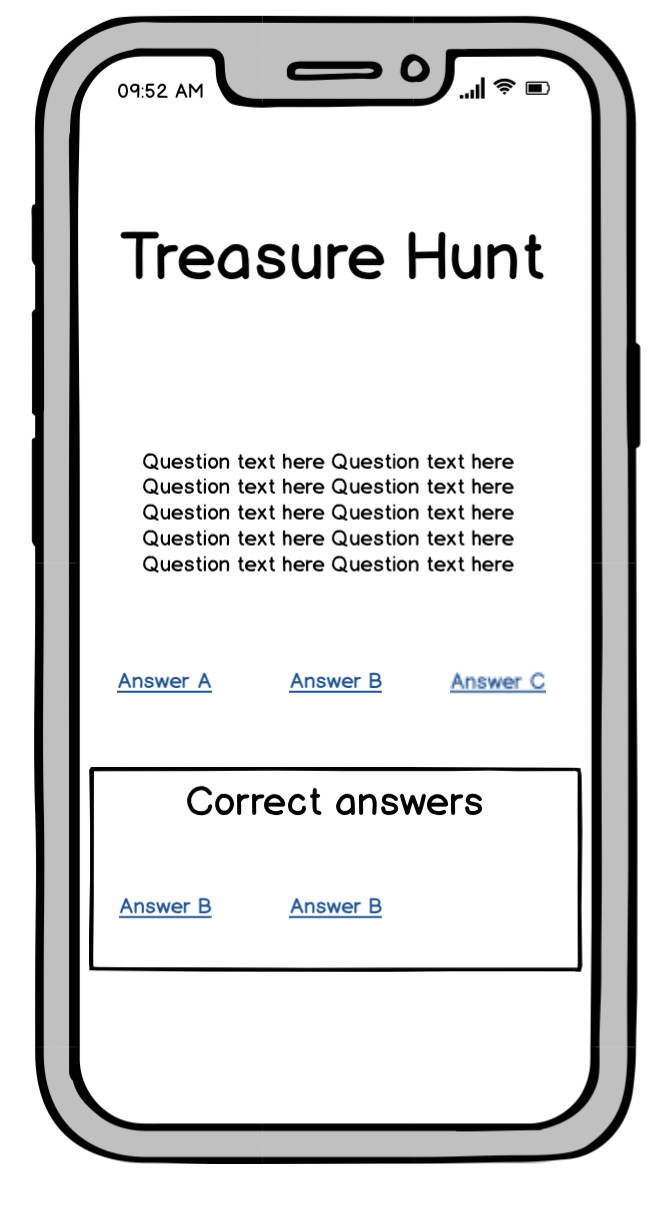 09:52 AM
Treasure Hunt
Question text here Question text here
Question text here Question text here
Question text here Question text here
Question text here Question text here
Question text here Question text here
Answer A Answer B Answer C
Correct answers
Answer B Answer B